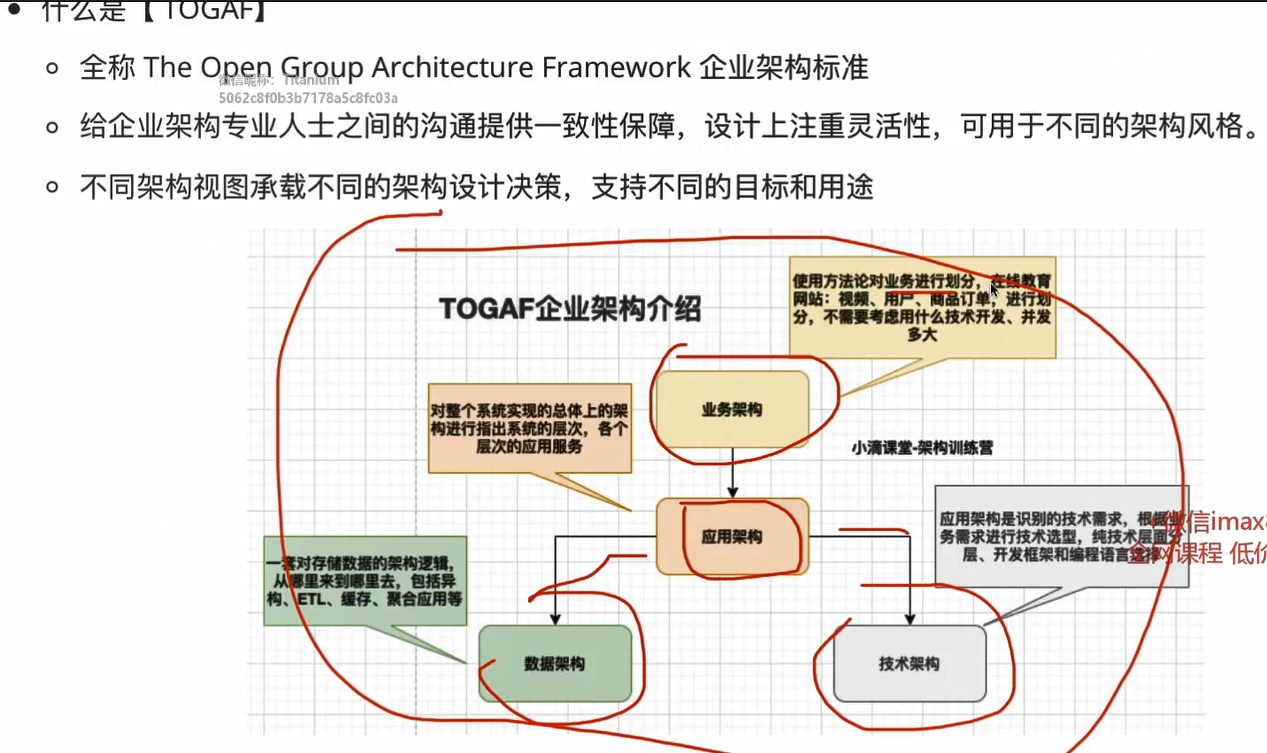 什么是【 TOGAF】
全称 The Open Group Architecture Framework 企业架构标准
微信昵称: Titanium
5062c8f0b3b7178a5c8fc03a
给企业架构专业人士之间的沟通提供一致性保障，设计上注重灵活性，可用于不同的架构风格。
不同架构视图承载不同的架构设计决策，支持不同的目标和用途
使用方法论对业务进行划分，在线教育
网站：视频、用户、商品订单，进行划
分，不需要考虑用什么技术开发、并发
多大
TOGAF企业架构介绍
对整个系统实现的总体上的架
构进行指出系统的层次，各个
层次的应用服务
业务架构
小滴课堂-架构训练营
应用架构是识别的技术需求，根据业
务需求进行技术选型，纯技术层面分
层、开发框架和编程语言选择
微信imax8
全网课程 低价
应用架构
一套对存储数据的架构逻辑，
从哪里来到哪里去，包括异
构、ETL、缓存、聚合应用等
数据架构
技术架构